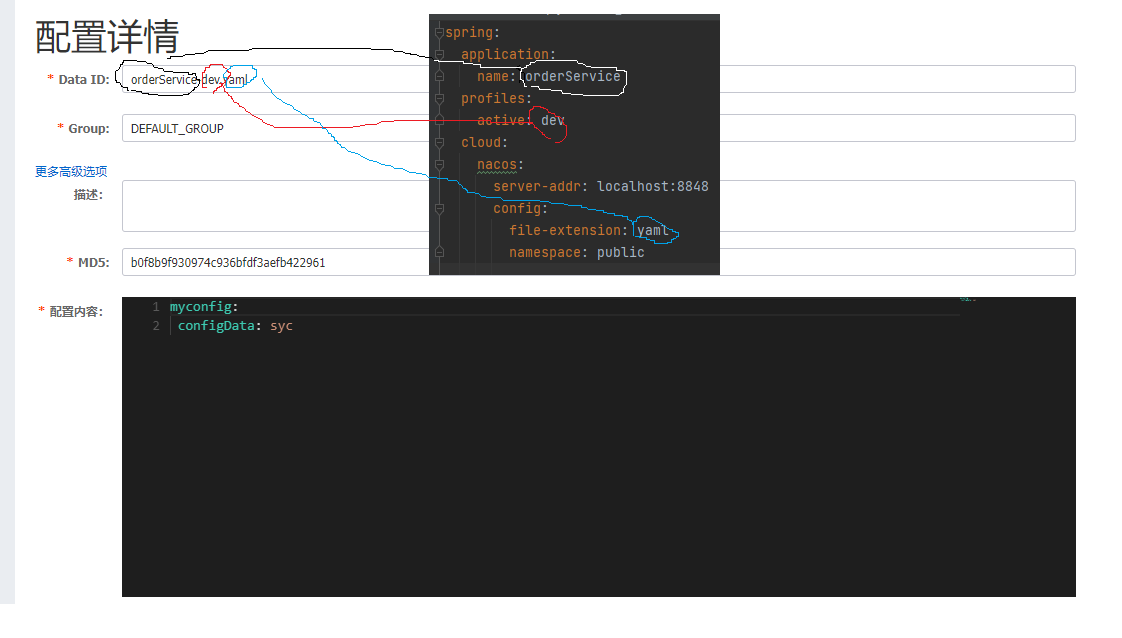 配置详情
* Data ID: orderService-dev.yaml
* Group: DEFAULT_GROUP
更多高级选项
描述:
* MD5: b0f8b9f930974c936bfdf3aefb422961
* 配置内容:
1 myconfig:
2 configData: syc
spring:
application:
name: orderService
profiles:
active: dev
cloud:
nacos:
server-addr: localhost:8848
config:
file-extension: yaml
namespace: public